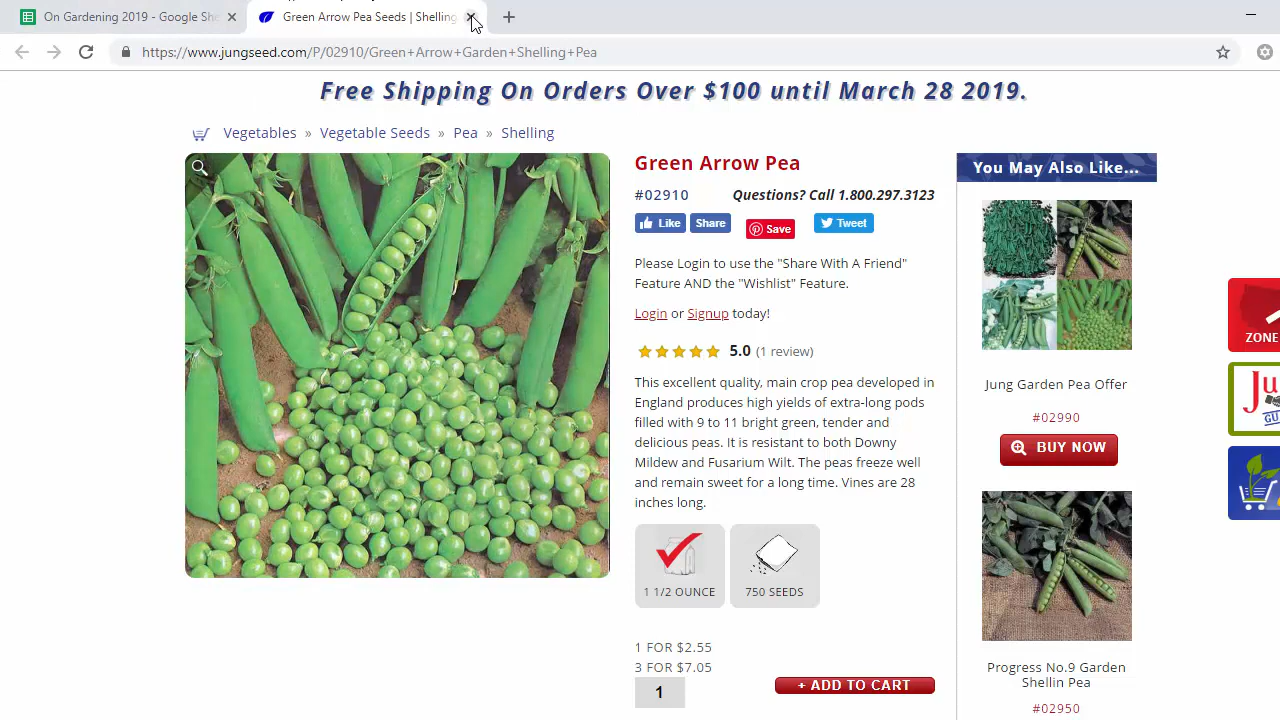 On Gardening 2019 - Google She
Green Arrow Pea Seeds | Shelling
https://www.jungseed.com/P/02910/Green+Arrow+Garden+Shelling+Pea
Free Shipping On Orders Over $100 until March 28 2019.
Vegetables » Vegetable Seeds » Pea » Shelling
Green Arrow Pea
#02910 Questions? Call 1.800.297.3123
Like Share Save Tweet
Please Login to use the "Share With A Friend"
Feature AND the "Wishlist" Feature.
Login or Signup today!
5.0 (1 review)
This excellent quality, main crop pea developed in
England produces high yields of extra-long pods
filled with 9 to 11 bright green, tender and
delicious peas. It is resistant to both Downy
Mildew and Fusarium Wilt. The peas freeze well
and remain sweet for a long time. Vines are 28
inches long.
1 1/2 OUNCE
750 SEEDS
1 FOR $2.55
3 FOR $7.05
1
+ ADD TO CART
You May Also Like...
Jung Garden Pea Offer
#02990
BUY NOW
Progress No.9 Garden
Shellin Pea
#02950
ZONE
Ju
GU